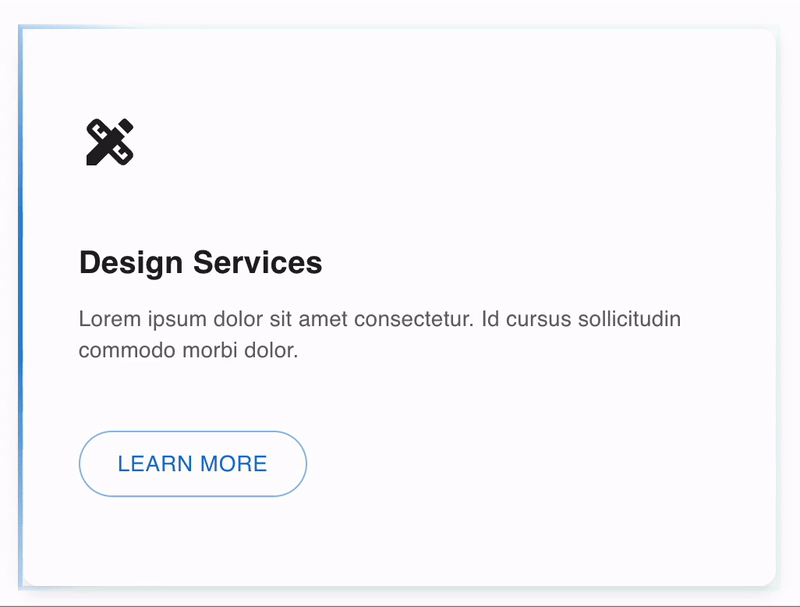 Design Services
Lorem ipsum dolor sit amet consectetur. Id cursus sollicitudin
commodo morbi dolor.
LEARN MORE